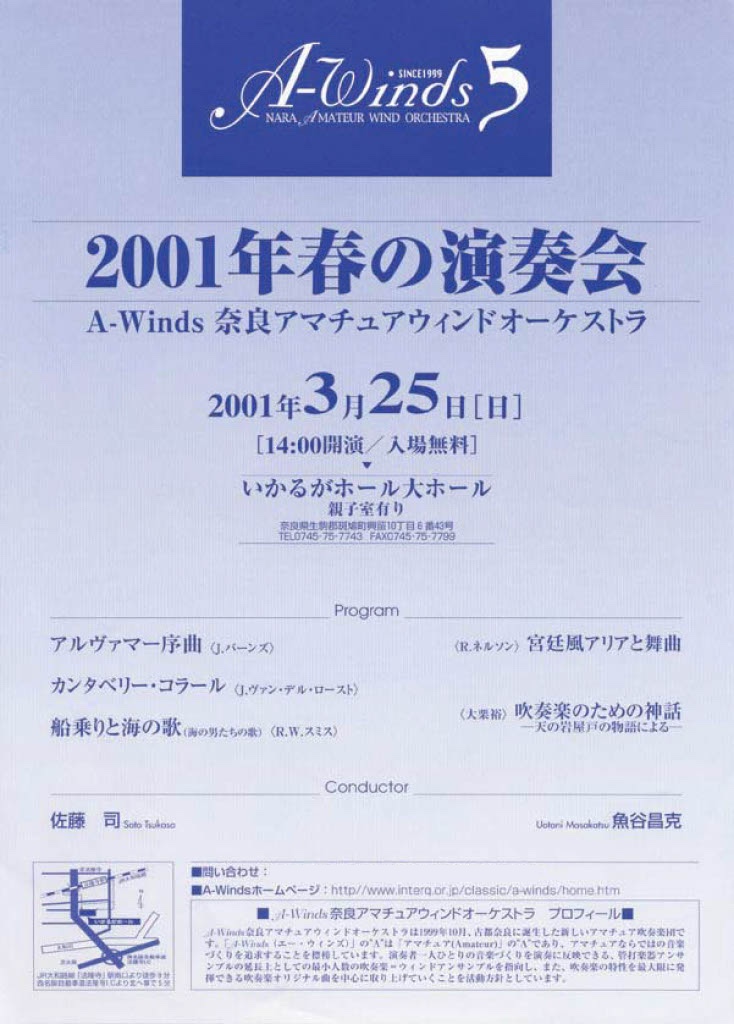 A-Winds 5
SINCE1999
NARA AMATEUR WIND ORCHESTRA
2001年春の演奏会
A-Winds 奈良アマチュアウィンドオーケストラ
2001年3月25日[日]
[14:00開演／入場無料]
▼
いかるがホール大ホール
親子室有り
奈良県生駒郡斑鳩町興留10丁目6番43号
TEL0745-75-7743 FAX0745-75-7799
Program
アルヴァマー序曲〈J.バーンズ〉
カンタベリー・コラール〈J.ヴァン・デル・ロースト〉
船乗りと海の歌(海の男たちの歌)〈R.W.スミス〉
〈R.ネルソン〉宮廷風アリアと舞曲
〈大栗裕〉吹奏楽のための神話
―天の岩屋戸の物語による―
Conductor
佐藤 司 Sato Tsukasa
Uotani Masakatsu 魚谷昌克
JR大和路線「法隆寺」駅南口より徒歩9分
西名阪自動車道法隆寺I.Cより北へ車で5分
■問い合わせ：
■A-Windsホームページ：http//www.interq.or.jp/classic/a-winds/home.htm
■A-Winds奈良アマチュアウィンドオーケストラ プロフィール■
A-Winds奈良アマチュアウィンドオーケストラは1999年10月、古都奈良に誕生した新しいアマチュア吹奏楽団で
す。「A-Winds（エー・ウィンズ）」の"A"は「アマチュア(Amateur)」の"A"であり、アマチュアならではの音楽
づくりを追求することを標榜しています。演奏者一人ひとりの音楽づくりを演奏に反映できる、管打楽器アンサ
ンブルの延長上としての最小人数の吹奏楽＝ウィンドアンサンブルを指向し、また、吹奏楽の特性を最大限に発
揮できる吹奏楽オリジナル曲を中心に取り上げていくことを活動方針としています。